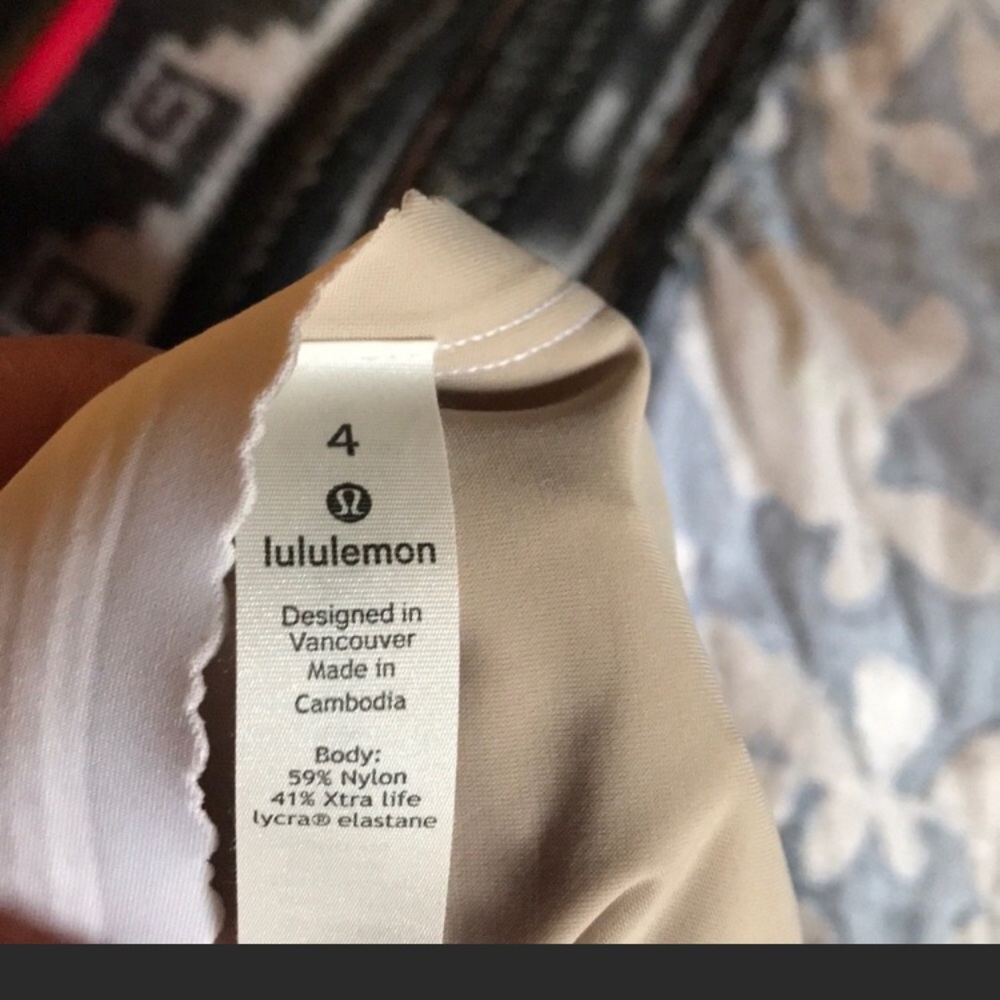 4
lululemon
Designed in
Vancouver
Made in
Cambodia
Body:
59% Nylon
41% Xtra life
lycra® elastane